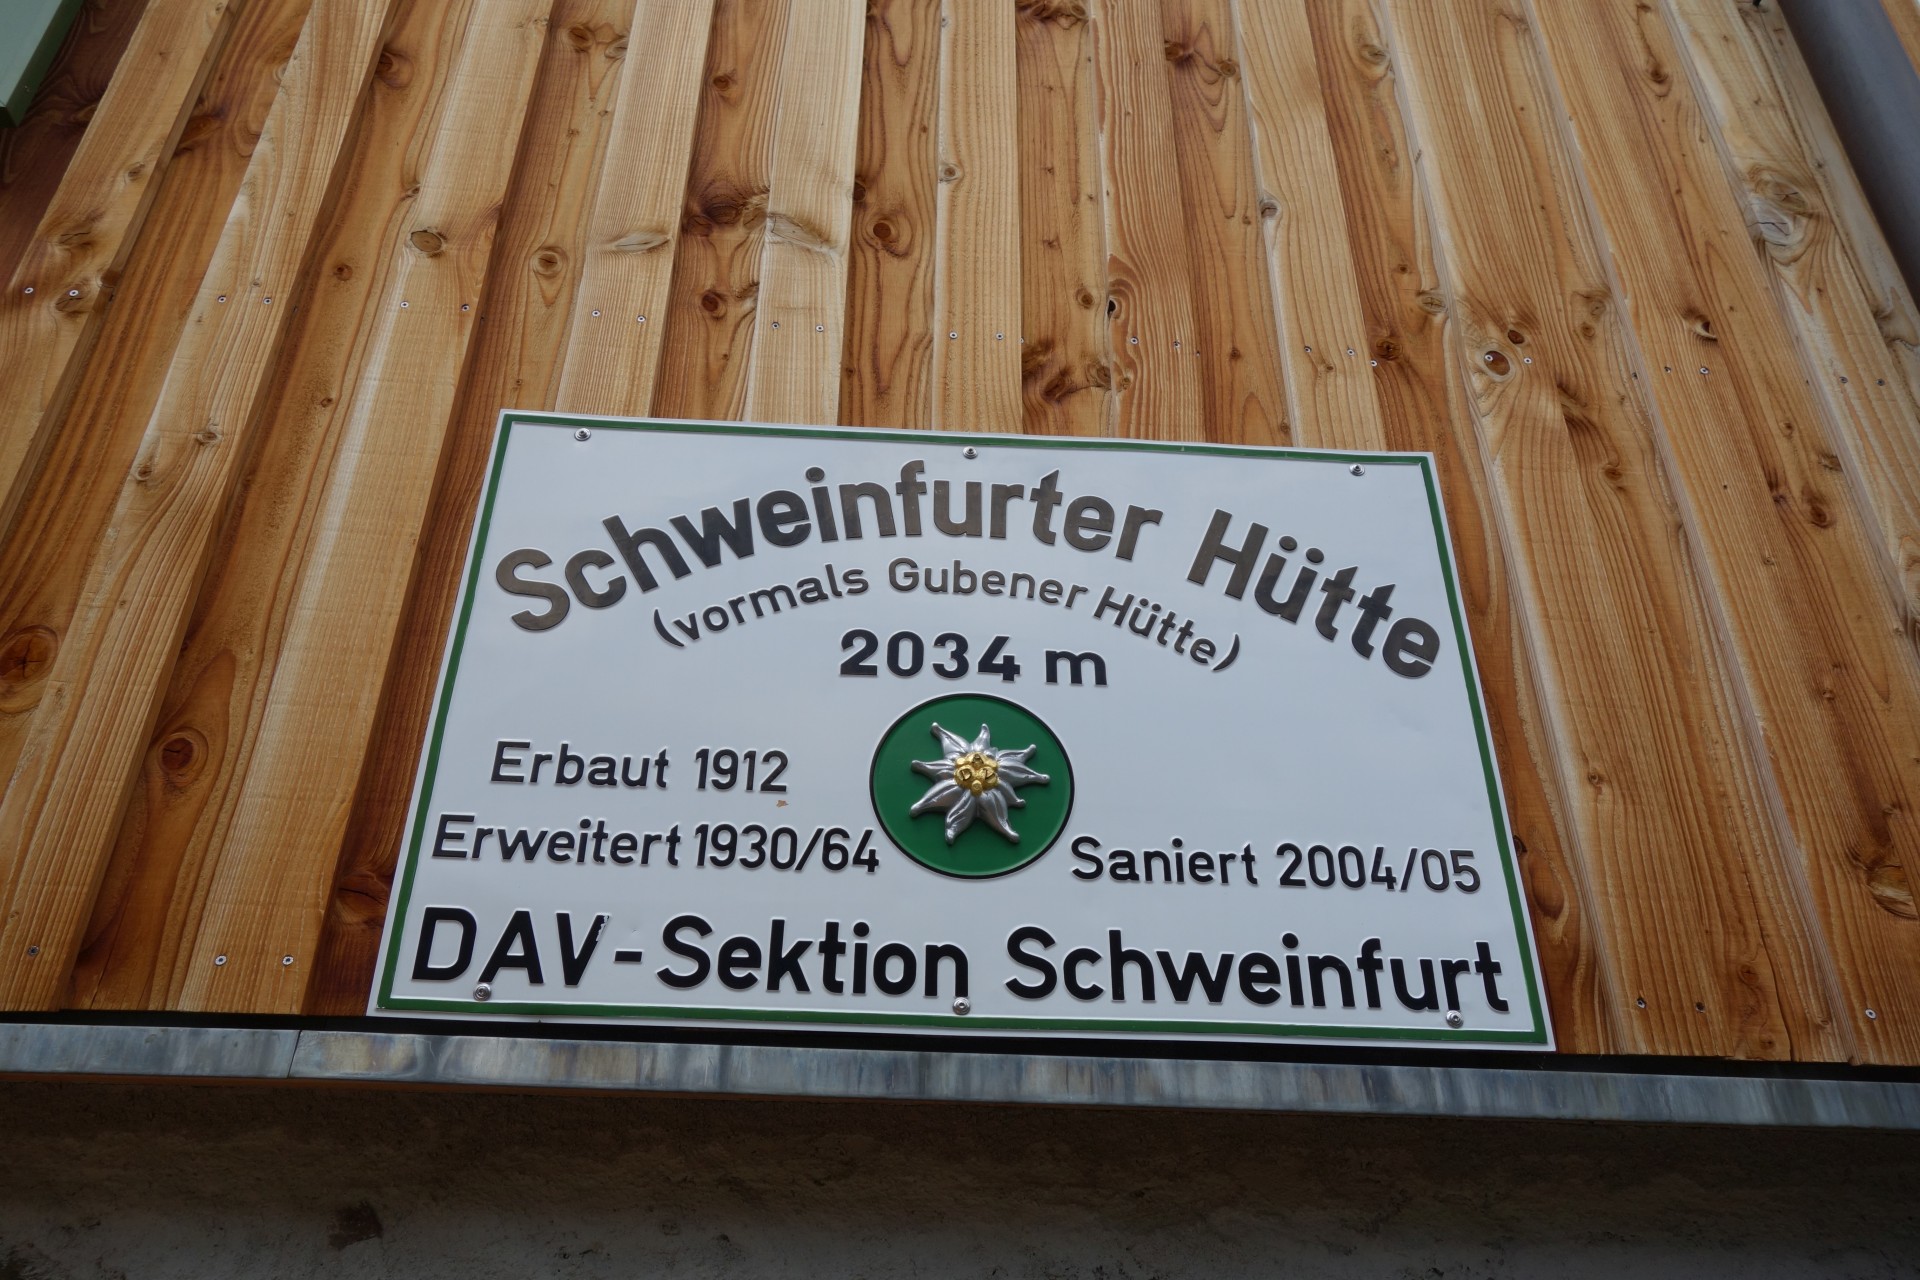 Schweinfurter Hütte
(vormals Gubener Hütte)
2034 m
Erbaut 1912
Erweitert 1930/64
Saniert 2004/05
DAV-Sektion Schweinfurt